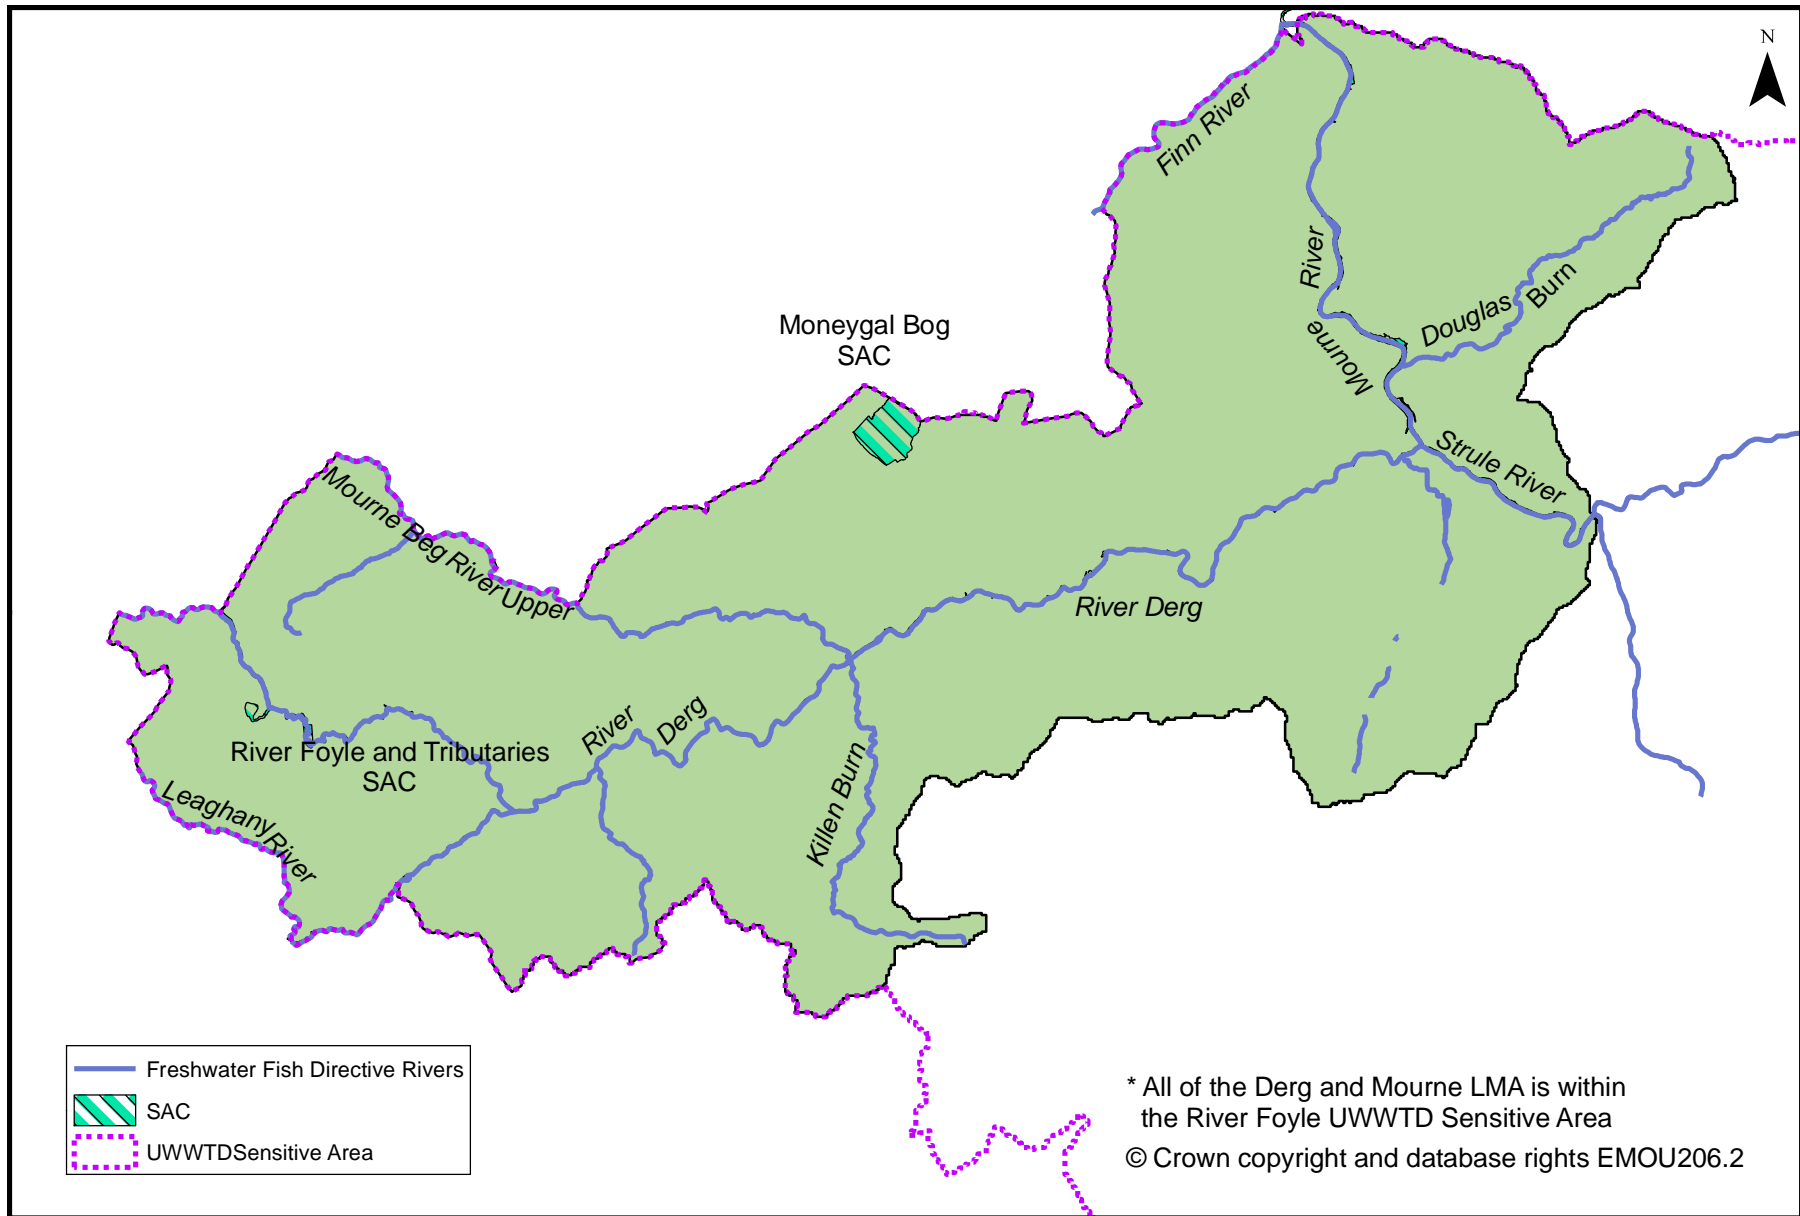 N
Finn River
River
Mourne
Douglas
Burn
Moneygal Bog
SAC
Strule River
Mourne Beg River Upper
River Derg
River
Derg
River Foyle and Tributaries
SAC
Leaghany
River
Killen Burn
Freshwater Fish Directive Rivers
SAC
UWWTDSensitive Area
* All of the Derg and Mourne LMA is within
the River Foyle UWWTD Sensitive Area
© Crown copyright and database rights EMOU206.2